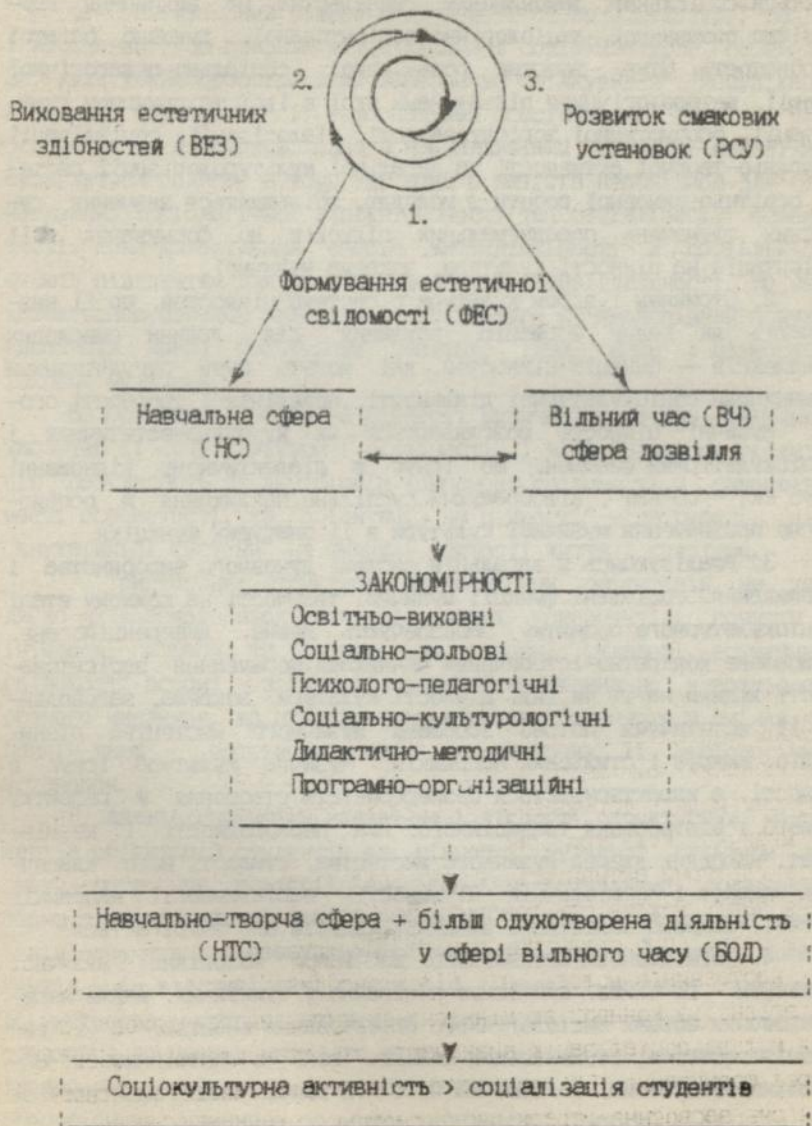 2.
3.
Виховання естетичних
здібностей (ВЕЗ)
Розвиток смакових
установок (РСУ)
1.
Формування естетичної
свідомості (ФЕС)
Навчальна сфера
(НС)
Вільний час (ВЧ)
сфера дозвілля
ЗАКОНОМІРНОСТІ
Освітньо-виховні
Соціально-рольові
Психолого-педагогічні
Соціально-культурологічні
Дидактично-методичні
Програмно-організаційні
Навчально-творча сфера + більш одухотворена діяльність
(НТС) у сфері вільного часу (БОД)
Соціокультурна активність > соціалізація студентів